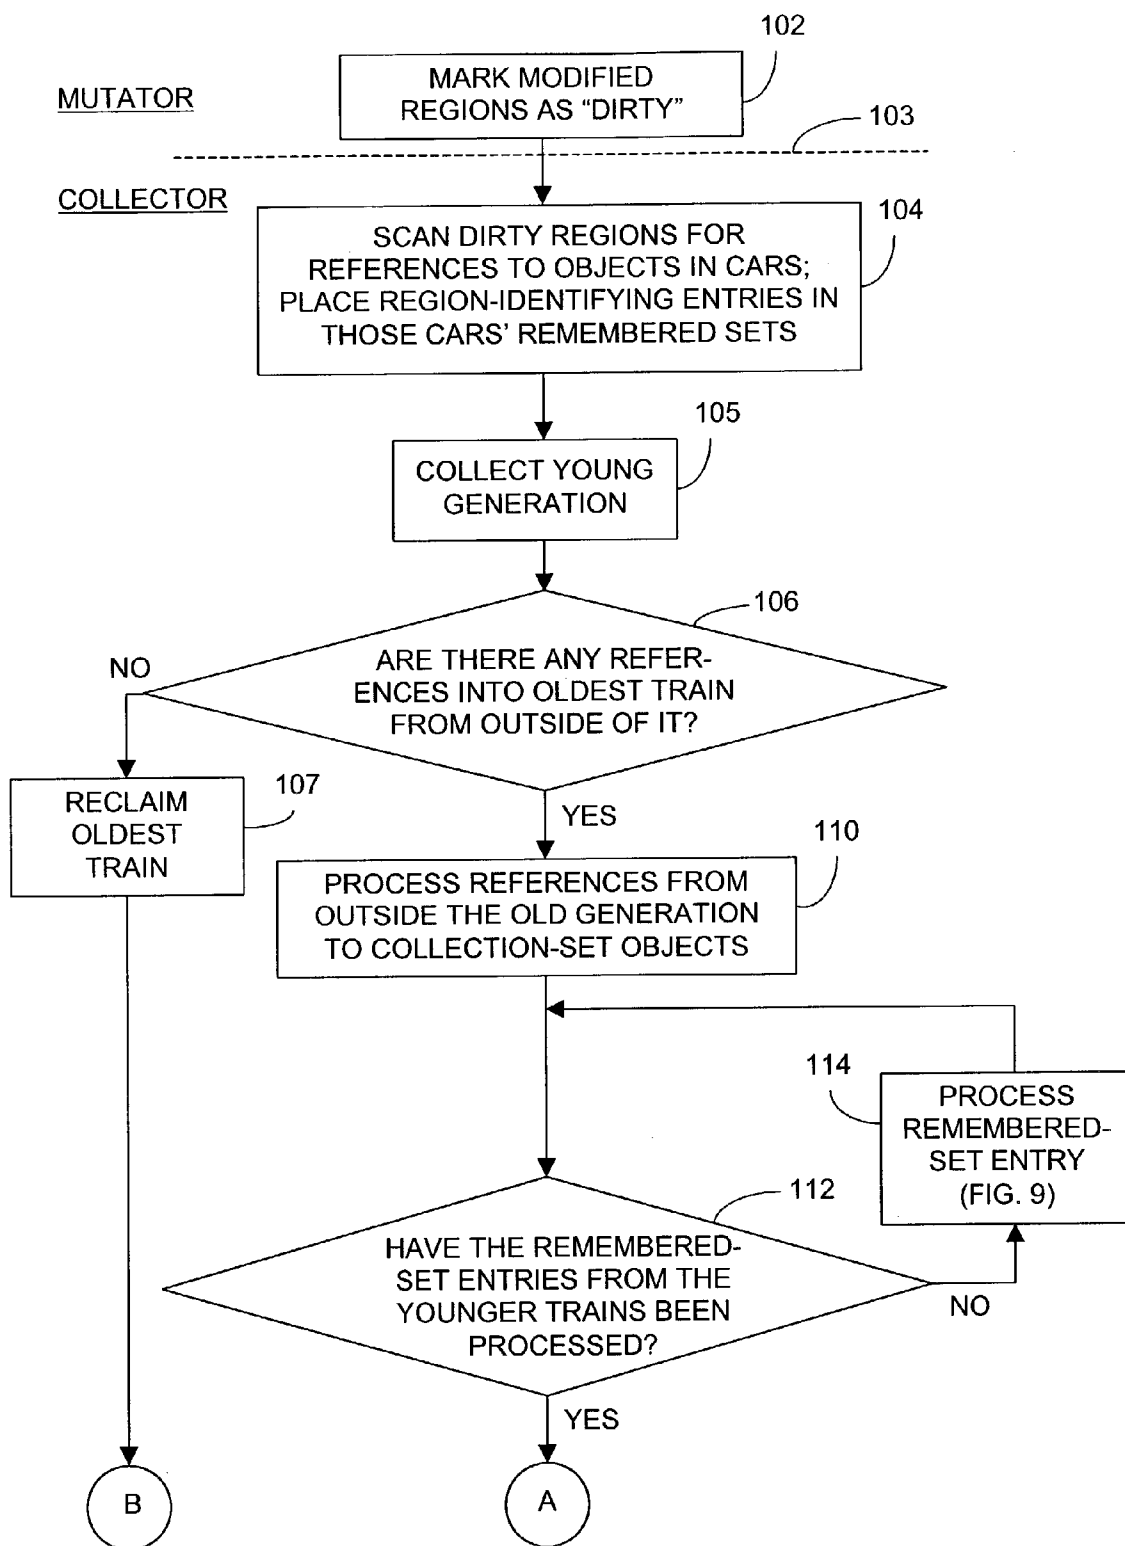 102
MUTATOR
MARK MODIFIED
REGIONS AS “DIRTY”
103
COLLECTOR
104
SCAN DIRTY REGIONS FOR
REFERENCES TO OBJECTS IN CARS;
PLACE REGION-IDENTIFYING ENTRIES IN
THOSE CARS’ REMEMBERED SETS
105
COLLECT YOUNG
GENERATION
106
ARE THERE ANY REFER-
ENCES INTO OLDEST TRAIN
FROM OUTSIDE OF IT?
NO
107
RECLAIM
OLDEST
TRAIN
YES
110
PROCESS REFERENCES FROM
OUTSIDE THE OLD GENERATION
TO COLLECTION-SET OBJECTS
114
PROCESS
REMEMBERED-
SET ENTRY
(FIG. 9)
112
HAVE THE REMEMBERED-
SET ENTRIES FROM THE
YOUNGER TRAINS BEEN
PROCESSED?
NO
YES
B
A